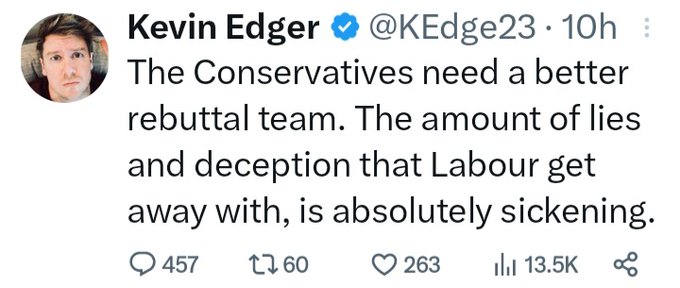 Kevin Edger @KEdge23 · 10h
The Conservatives need a better
rebuttal team. The amount of lies
and deception that Labour get
away with, is absolutely sickening.
457 60 263 13.5K